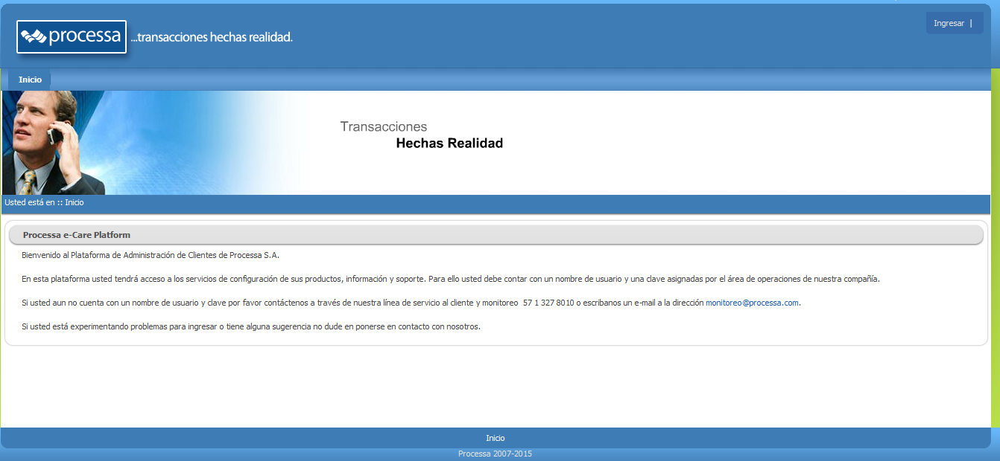 processa ...transacciones hechas realidad.
Ingresar |
Inicio
Transacciones
Hechas Realidad
Usted está en :: Inicio
Processa e-Care Platform
Bienvenido al Plataforma de Administración de Clientes de Processa S.A.
En esta plataforma usted tendrá acceso a los servicios de configuración de sus productos, información y soporte. Para ello usted debe contar con un nombre de usuario y una clave asignadas por el área de operaciones de nuestra compañía.
Si usted aun no cuenta con un nombre de usuario y clave por favor contáctenos a través de nuestra línea de servicio al cliente y monitoreo 57 1 327 8010 o escribanos un e-mail a la dirección monitoreo@processa.com.
Si usted está experimentando problemas para ingresar o tiene alguna sugerencia no dude en ponerse en contacto con nosotros.
Inicio
Processa 2007-2015